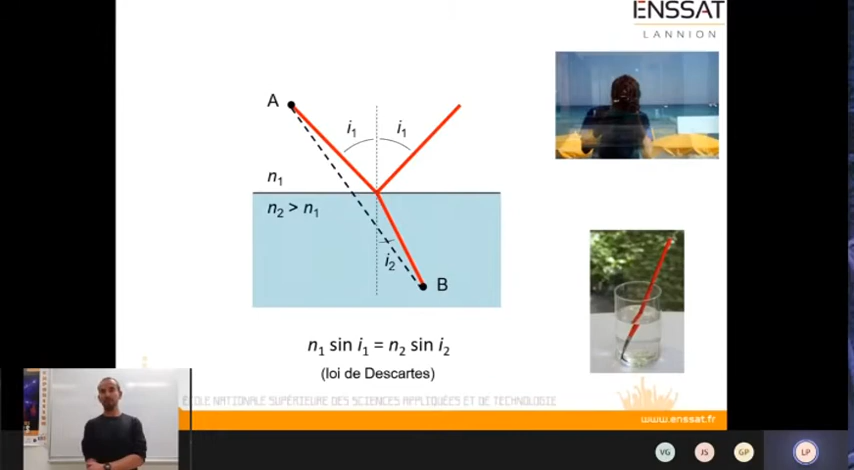 ENSSAT
LANNION
A
i1
i1
n1
n2 > n1
i2
B
n1 sin i1 = n2 sin i2
(loi de Descartes)
ÉCOLE NATIONALE SUPÉRIEURE DES SCIENCES APPLIQUÉES ET DE TECHNOLOGIE
www.enssat.fr
VG
JS
GP
LP